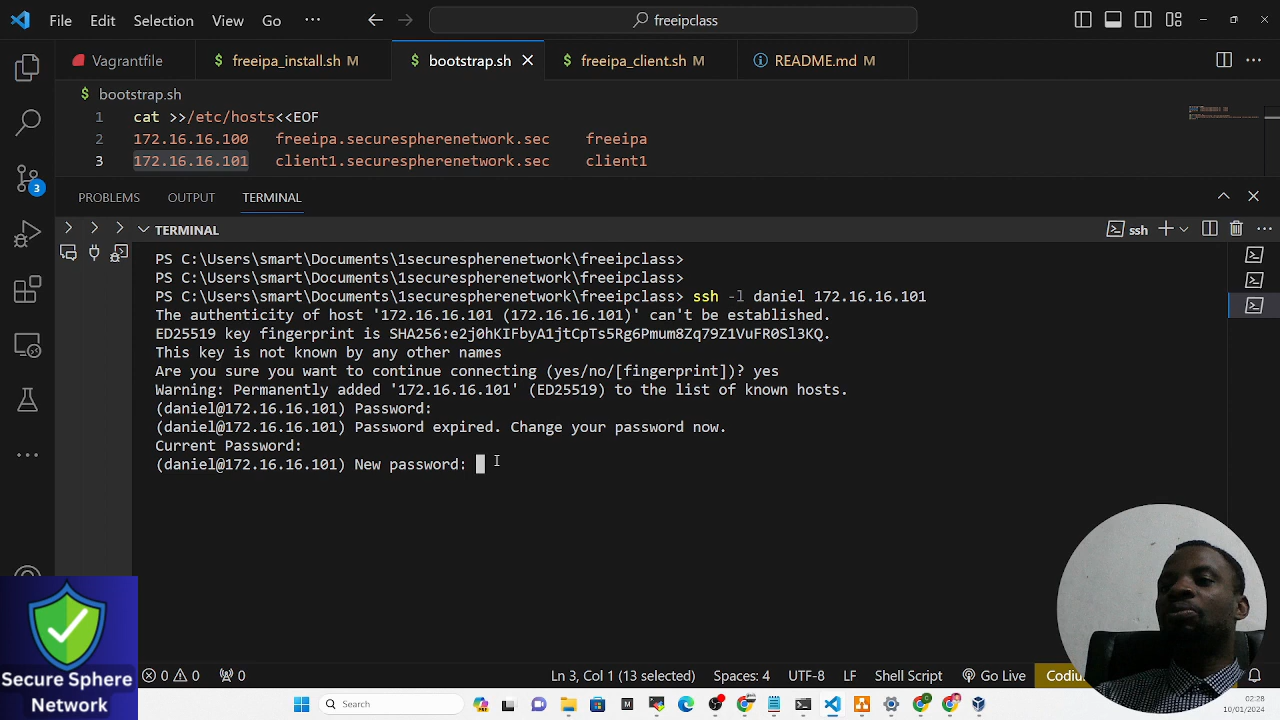 File Edit Selection View Go ··· freeipclass
Vagrantfile freeipa_install.sh M bootstrap.sh freeipa_client.sh M README.md M
bootstrap.sh
1 cat >>/etc/hosts<<EOF
2 172.16.16.100 freeipa.securespherenetwork.sec freeipa
3 172.16.16.101 client1.securespherenetwork.sec client1
3
PROBLEMS OUTPUT TERMINAL
TERMINAL ssh
PS C:\Users\smart\Documents\1securespherenetwork\freeipclass>
PS C:\Users\smart\Documents\1securespherenetwork\freeipclass>
PS C:\Users\smart\Documents\1securespherenetwork\freeipclass> ssh -l daniel 172.16.16.101
The authenticity of host '172.16.16.101 (172.16.16.101)' can't be established.
ED25519 key fingerprint is SHA256:e2j0hKIFbyA1jtCpTs5Rg6Pmum8Zq79Z1VuFR0Sl3KQ.
This key is not known by any other names
Are you sure you want to continue connecting (yes/no/[fingerprint])? yes
Warning: Permanently added '172.16.16.101' (ED25519) to the list of known hosts.
(daniel@172.16.16.101) Password:
(daniel@172.16.16.101) Password expired. Change your password now.
Current Password:
(daniel@172.16.16.101) New password:
Secure Sphere
Network
0 0 0 Ln 3, Col 1 (13 selected) Spaces: 4 UTF-8 LF Shell Script Go Live Codiu
Search
02:28
10/01/2024